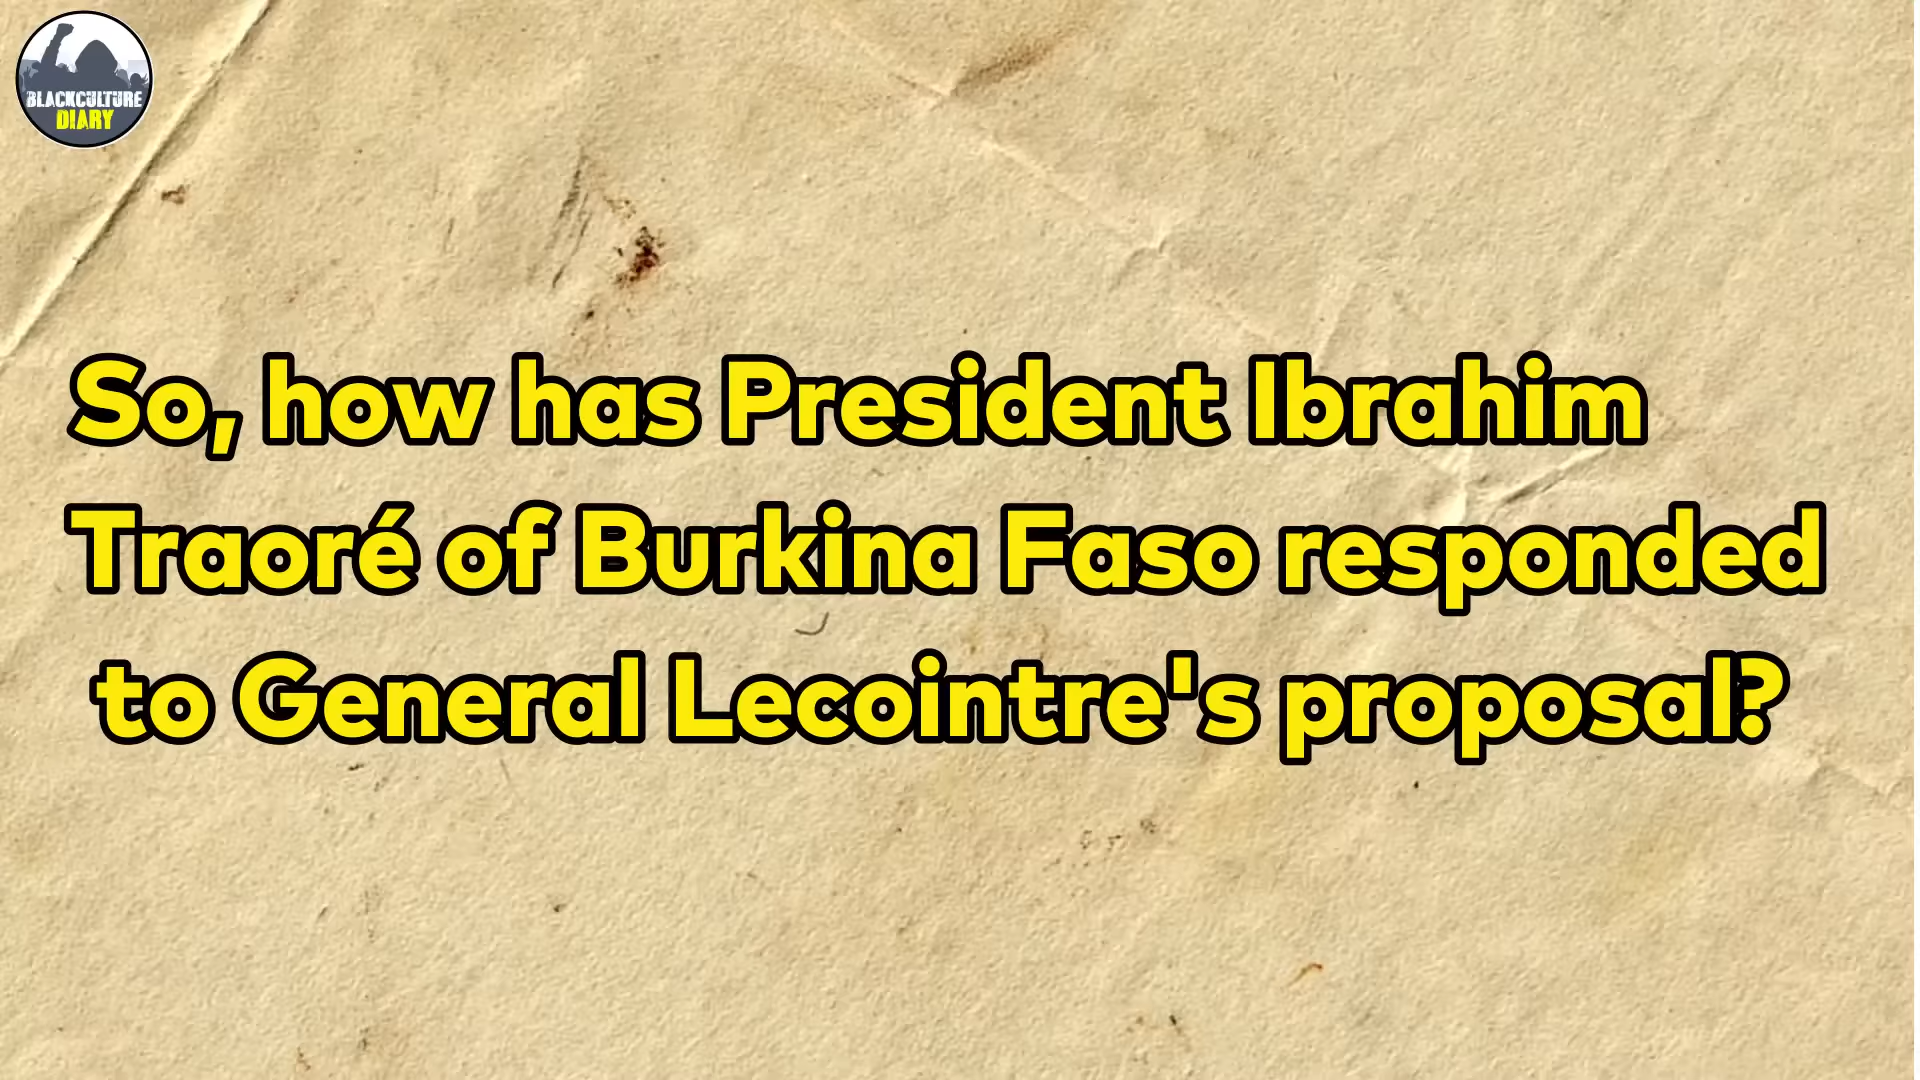 BLACKCULTURE
DIARY
So, how has President Ibrahim
Traoré of Burkina Faso responded
to General Lecointre's proposal?